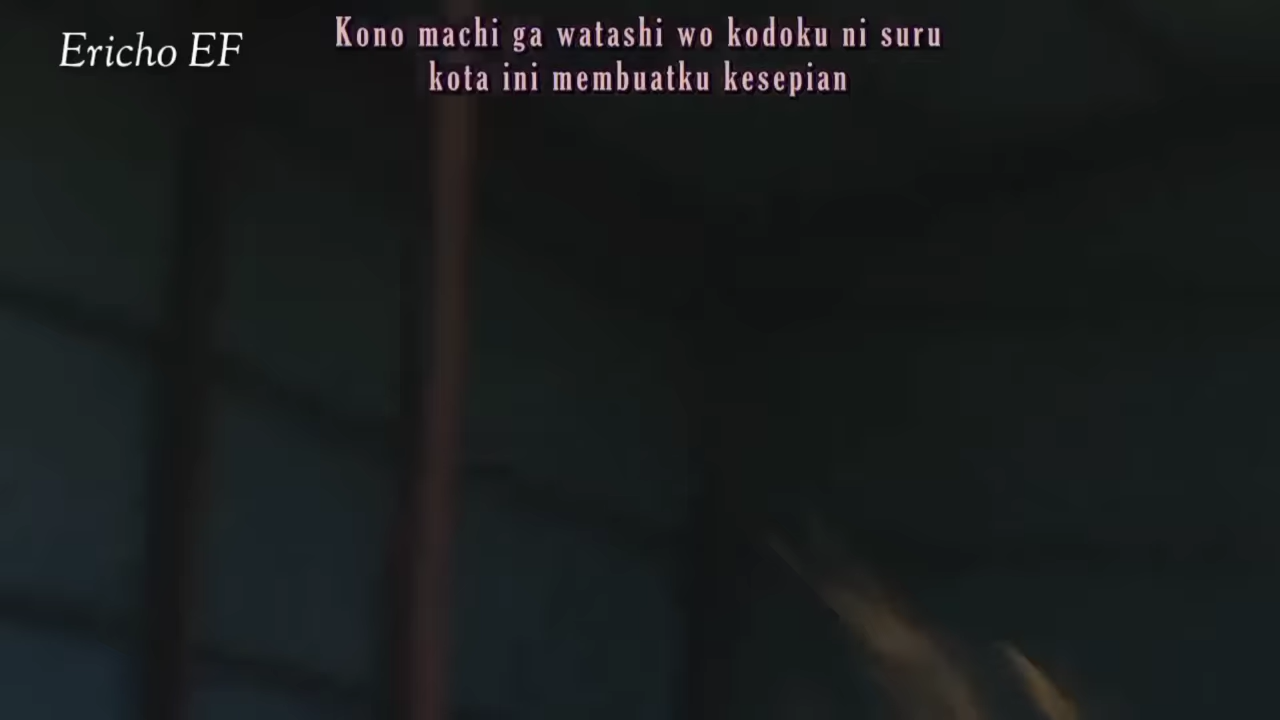 Ericho EF
Kono machi ga watashi wo kodoku ni suru
kota ini membuatku kesepian